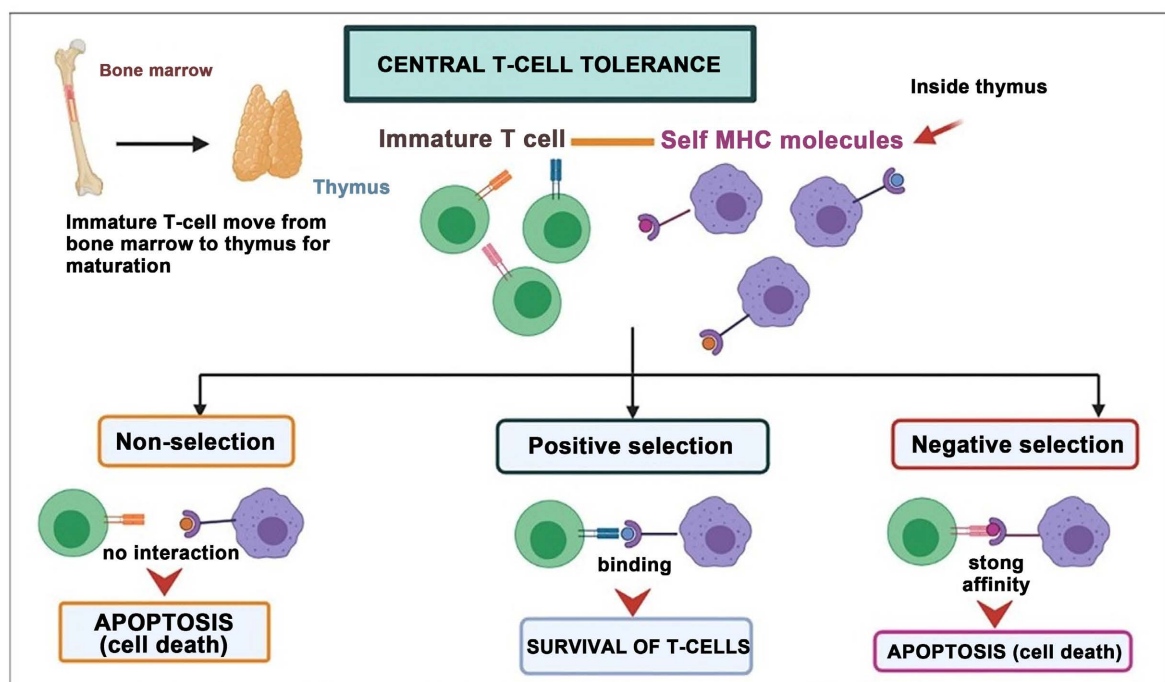 CENTRAL T-CELL TOLERANCE
Bone marrow
Thymus
Immature T-cell move from
bone marrow to thymus for
maturation
Inside thymus
Immature T cell
Self MHC molecules
Non-selection
Positive selection
Negative selection
no interaction
binding
stong
affinity
APOPTOSIS
(cell death)
SURVIVAL OF T-CELLS
APOPTOSIS (cell death)